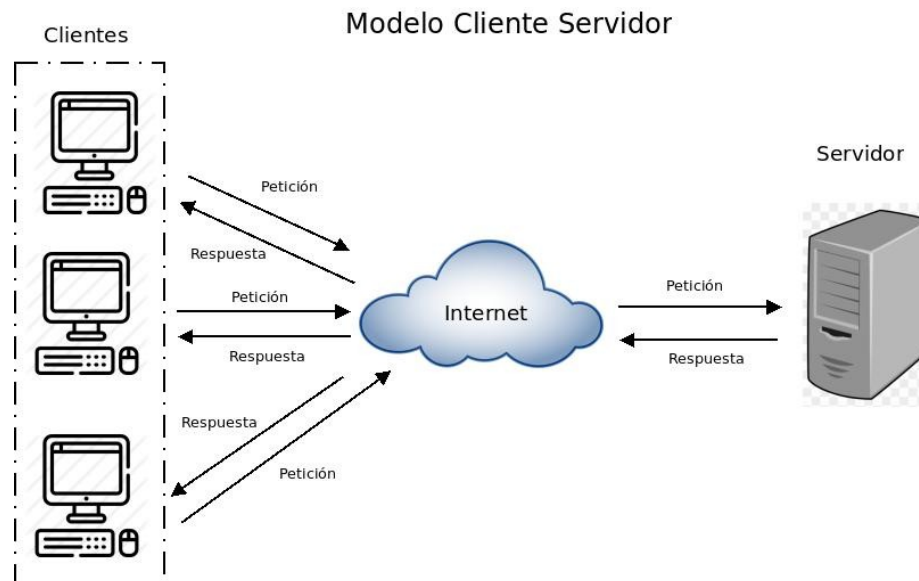 Modelo Cliente Servidor
Clientes
Servidor
Petición
Respuesta
Petición
Respuesta
Internet
Petición
Respuesta
Respuesta
Petición